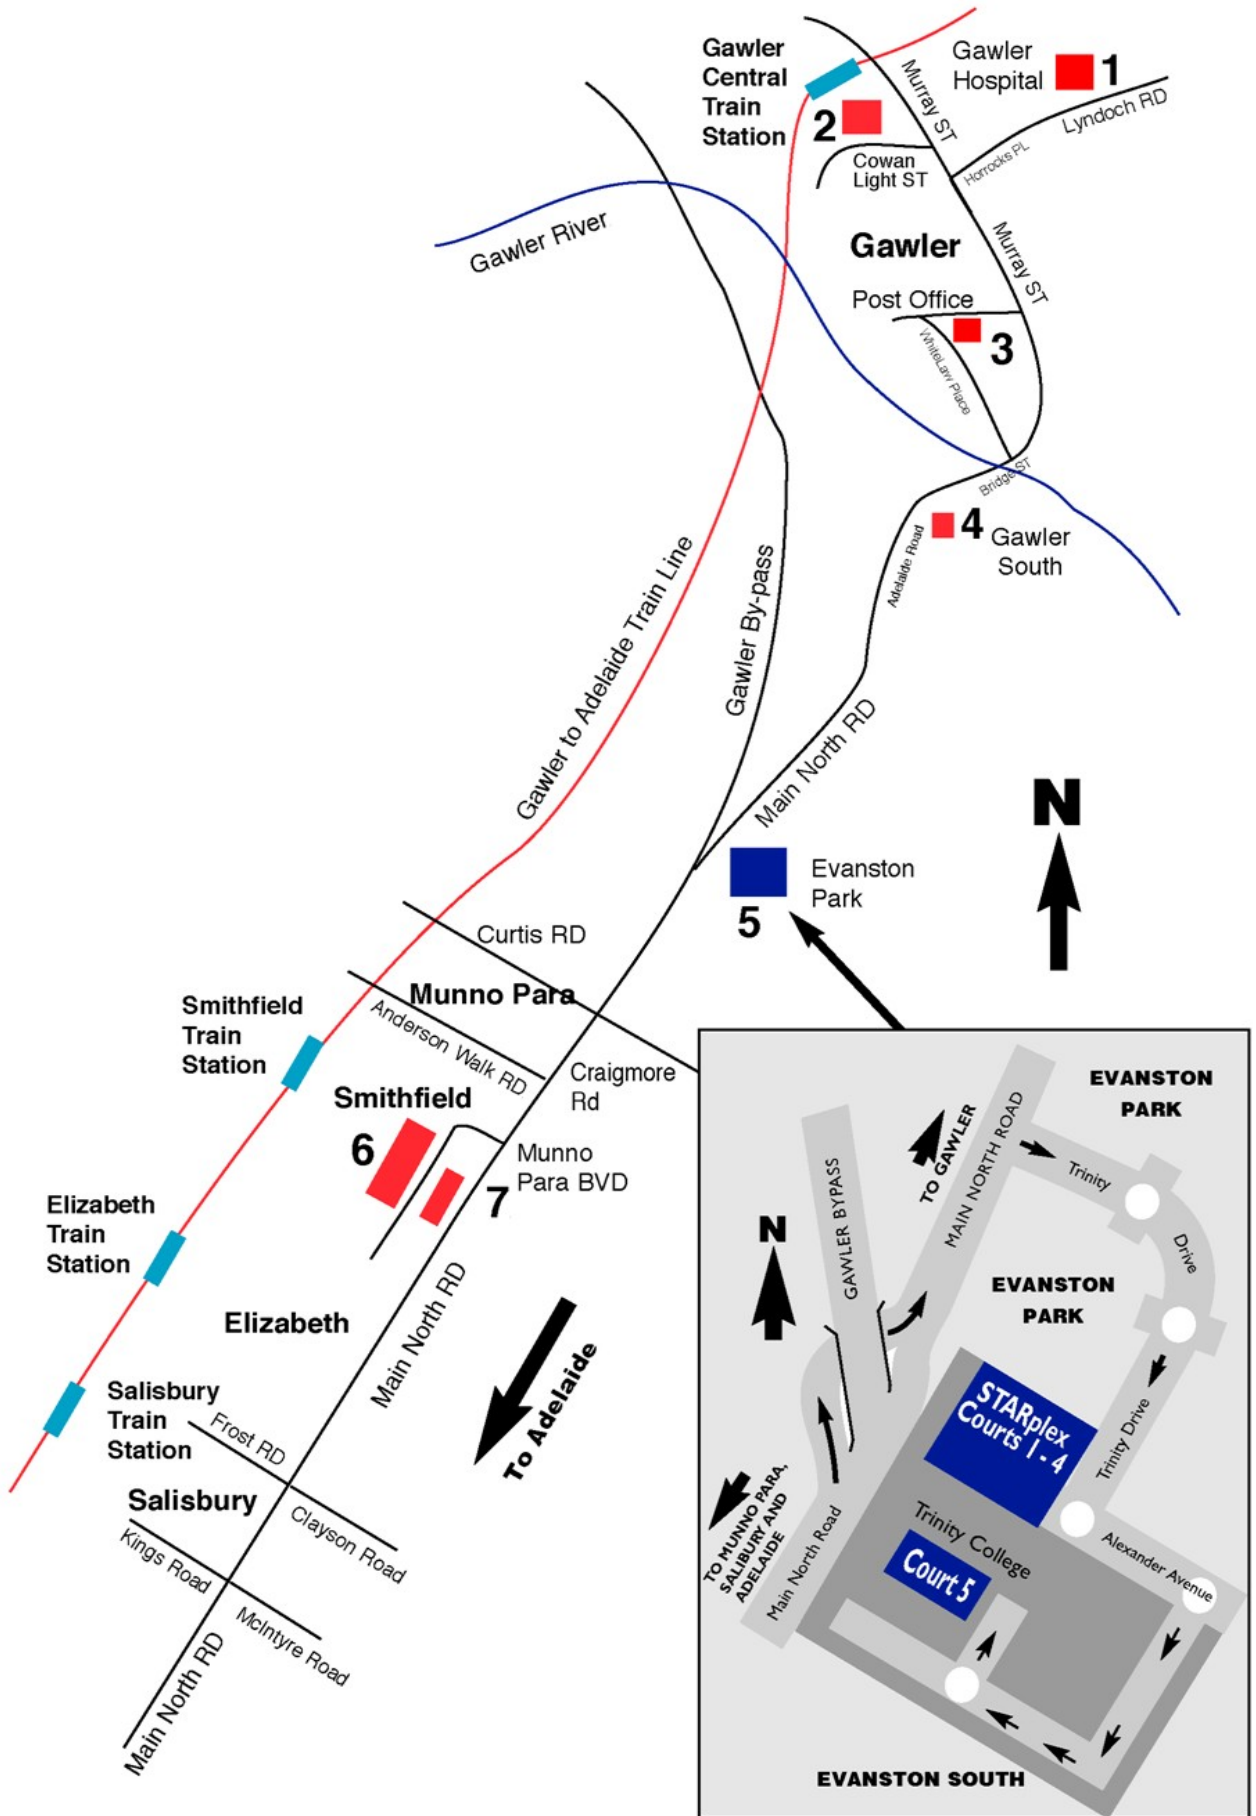 Gawler
Central
Train
Station
Gawler
Hospital
1
Murray ST
Lyndoch RD
Horrocks PL
2
Cowan
Light ST
Gawler River
Gawler
Murray ST
Post Office
3
WhiteLaw Place
Bridge ST
4
Gawler
South
Adelaide Road
Gawler to Adelaide Train Line
Gawler By-pass
Main North RD
N
Evanston
Park
5
Curtis RD
Munno Para
Anderson Walk RD
Smithfield
Train
Station
Craigmore
Rd
Smithfield
6
Munno
Para BVD
7
Elizabeth
Train
Station
Main North RD
Elizabeth
To Adelaide
Salisbury
Train
Station
Frost RD
Salisbury
Clayson Road
Kings Road
McIntyre Road
Main North RD
EVANSTON
PARK
TO GAWLER
MAIN NORTH ROAD
Trinity
Drive
GAWLER BYPASS
N
EVANSTON
PARK
STARplex
Courts 1 - 4
Trinity Drive
TO MUNNO PARA,
SALIBURY AND
ADELAIDE
Main North Road
Trinity College
Court 5
Alexander Avenue
EVANSTON SOUTH